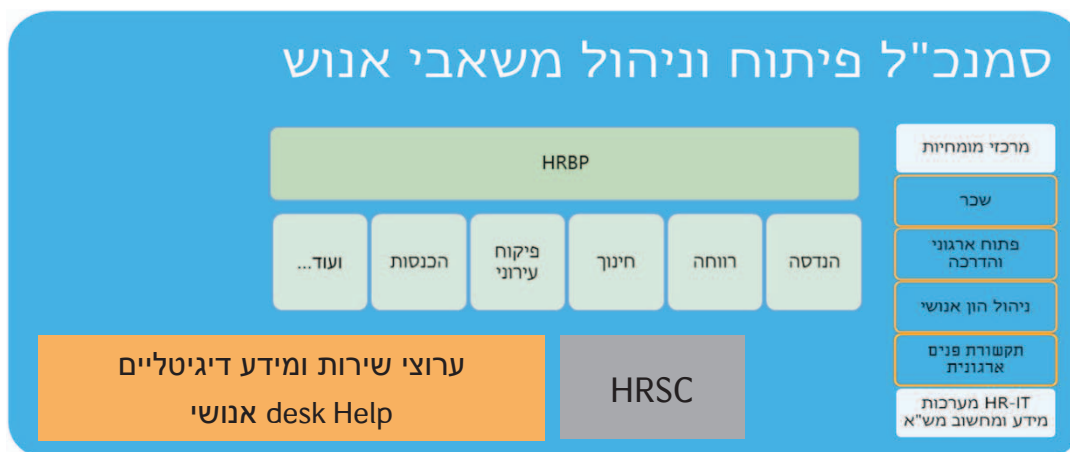 סמנכ"ל פיתוח וניהול משאבי אנוש
מרכזי מומחיות
שכר
פתוח ארגוני
והדרכה
ניהול הון אנושי
תקשורת פנים
ארגונית
HR-IT מערכות
מידע ומחשוב מש"א
HRBP
הנדסה
רווחה
חינוך
פיקוח
עירוני
הכנסות
ועוד...
HRSC
ערוצי שירות ומידע דיגיטליים
desk Help אנושי